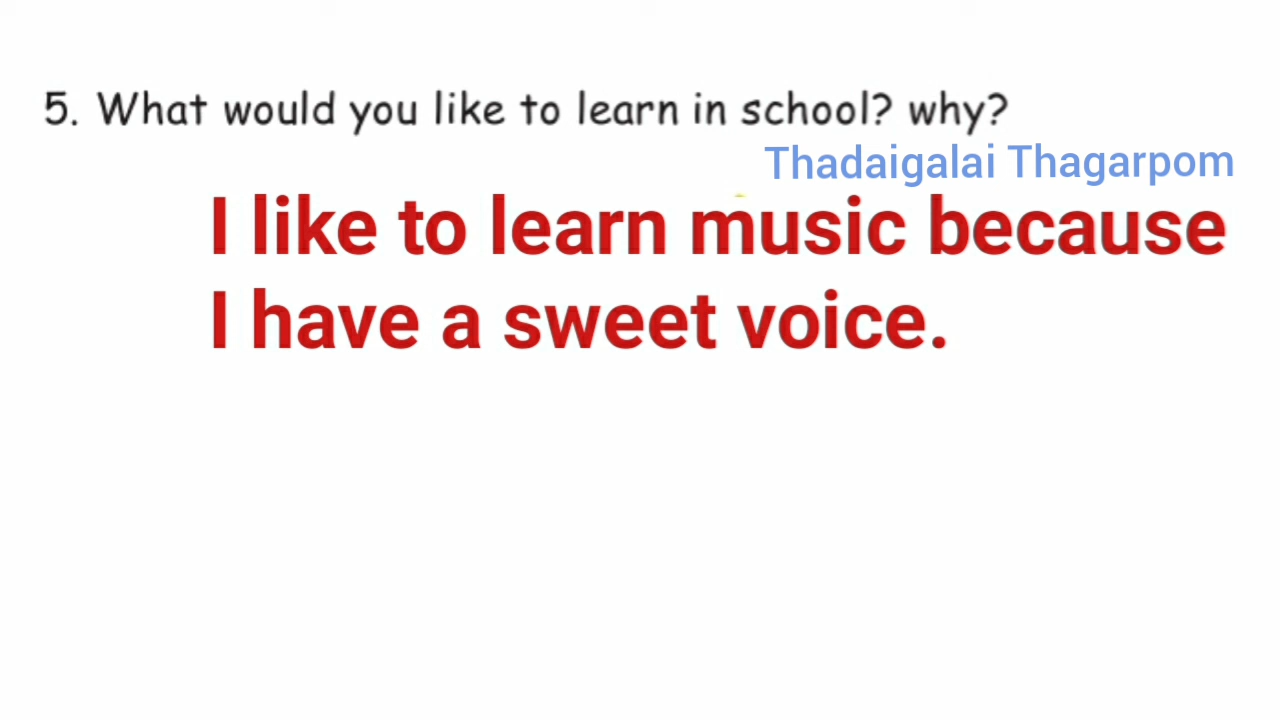 5. What would you like to learn in school? why?
Thadaigalai Thagarpom
I like to learn music because
I have a sweet voice.